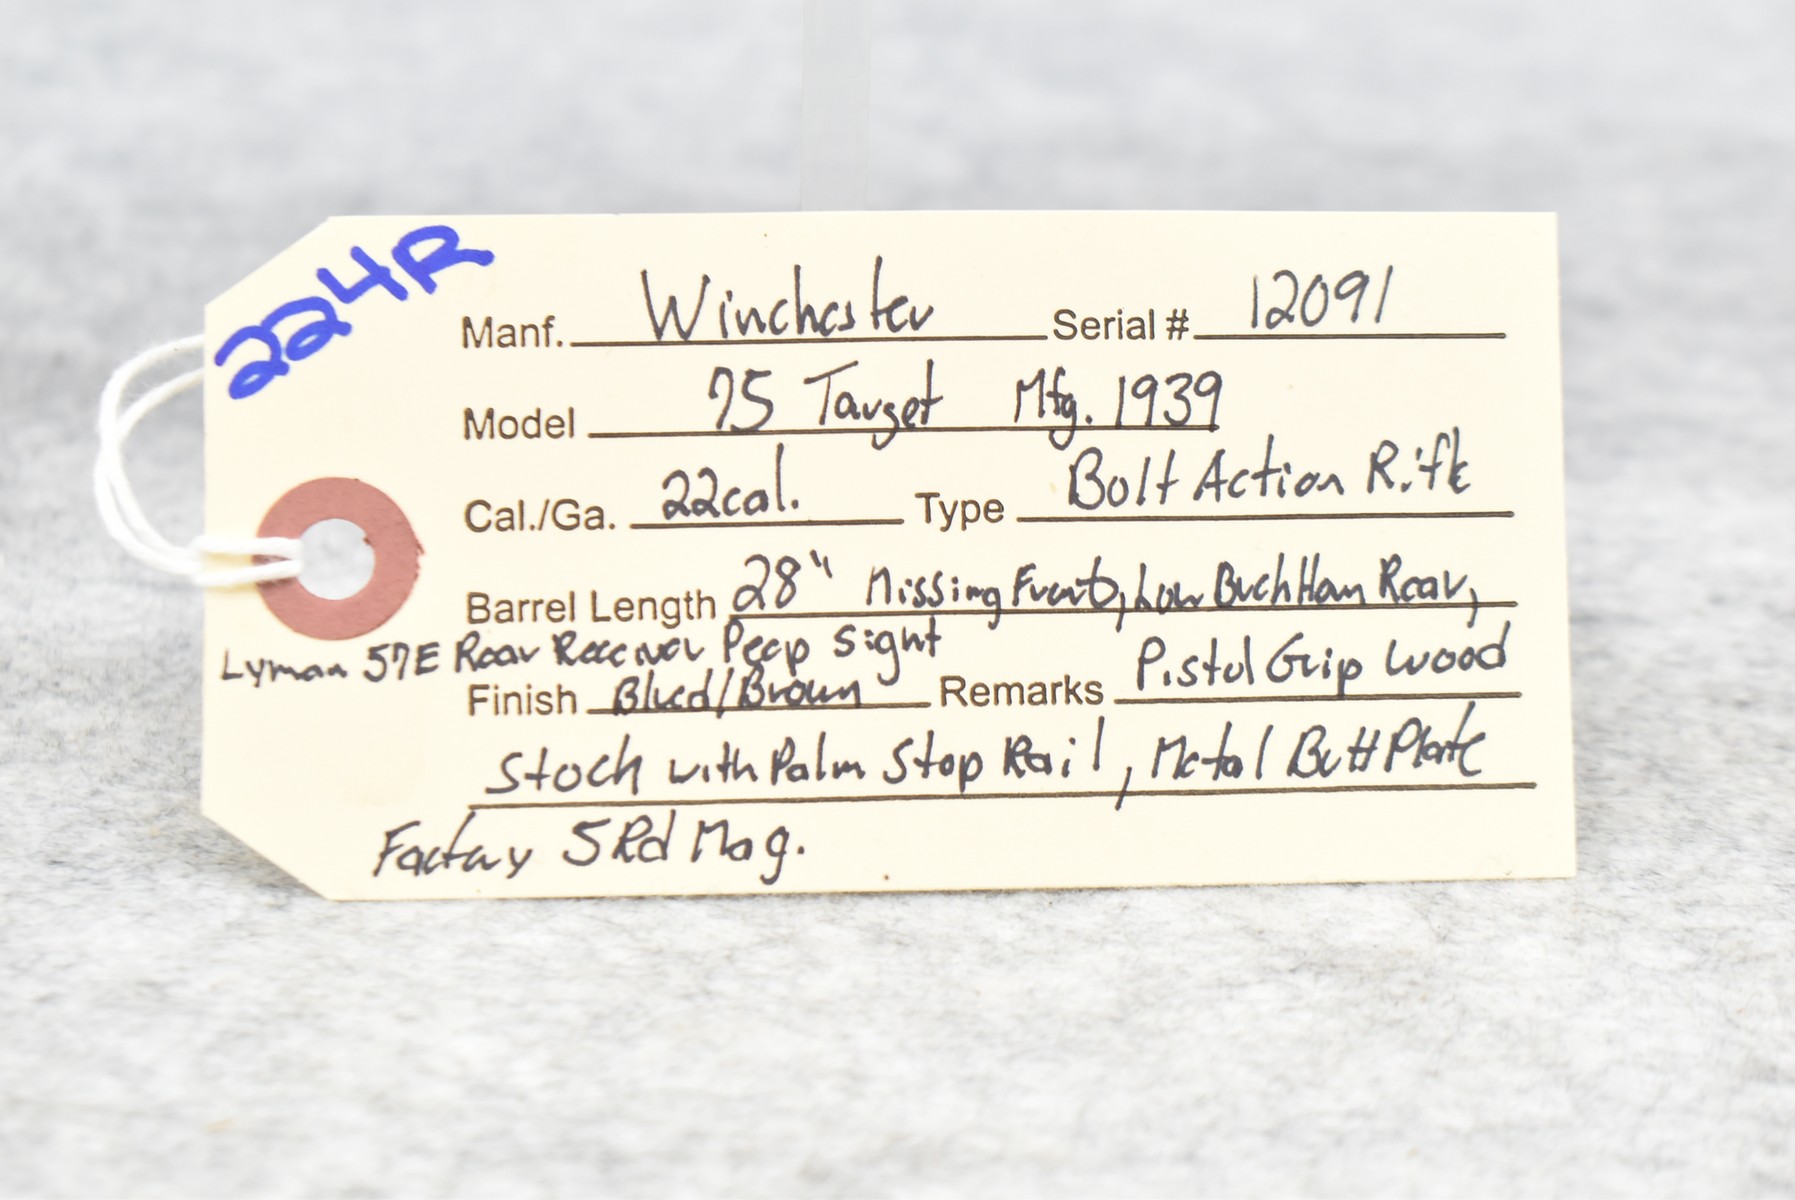 224R
Manf. Winchester Serial # 12091
Model 75 Target Mfg. 1939
Cal./Ga. 22cal. Type Bolt Action Rifle
Barrel Length 28" Missing Front, Low Buck Horn Rear,
Lyman 57E Rear Receiver Peep Sight
Finish Blued/Brown Remarks Pistol Grip Wood
Stock with Palm Stop Rail, Metal Butt Plate
Factory 5Rd Mag.